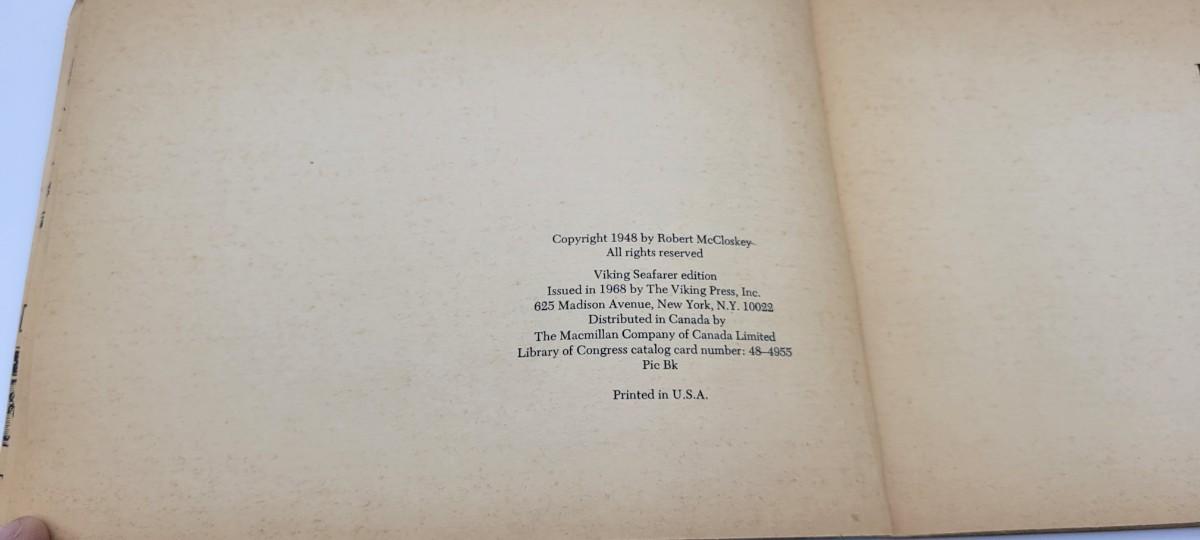 Copyright 1948 by Robert McCloskey
All rights reserved
Viking Seafarer edition
Issued in 1968 by The Viking Press, Inc.
625 Madison Avenue, New York, N.Y. 10022
Distributed in Canada by
The Macmillan Company of Canada Limited
Library of Congress catalog card number: 48–4955
Pic Bk
Printed in U.S.A.